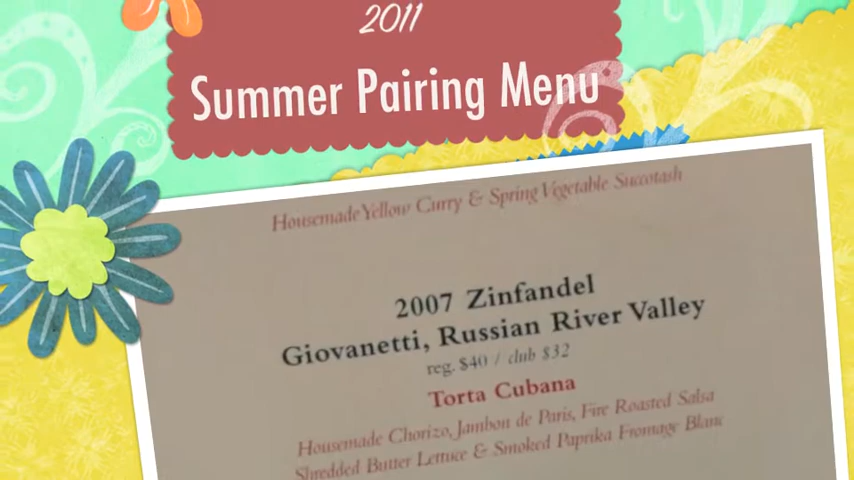 2011
Summer Pairing Menu
Housemade Yellow Curry & Spring Vegetable Succotash
2007 Zinfandel
Giovanetti, Russian River Valley
reg. $40 / club $32
Torta Cubana
Housemade Chorizo, Jambon de Paris, Fire Roasted Salsa
Shredded Butter Lettuce & Smoked Paprika Fromage Blanc